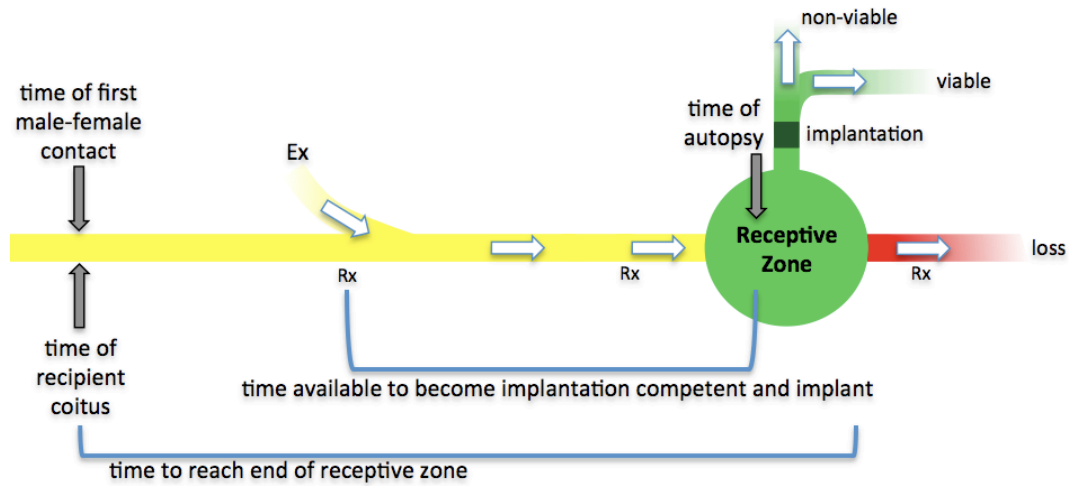 non-viable
viable
time of first
male-female
contact
time of
autopsy
implantation
Ex
Receptive
Zone
loss
Rx
Rx
Rx
time of
recipient
coitus
time available to become implantation competent and implant
time to reach end of receptive zone